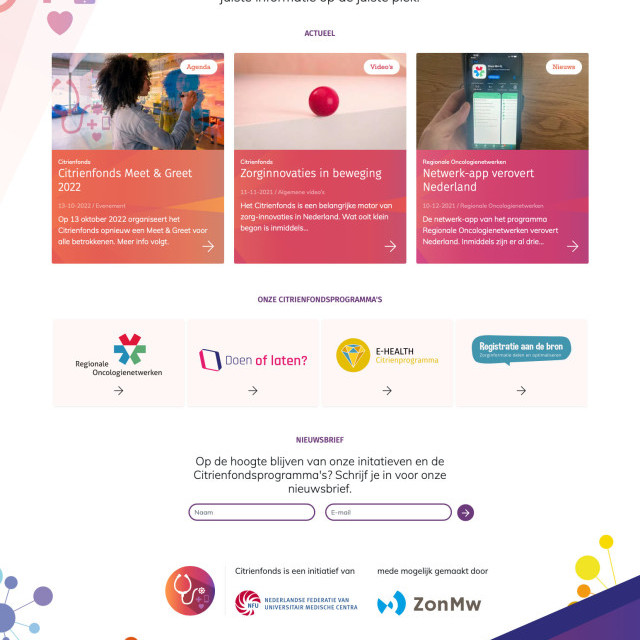 juiste informatie op de juiste plek.
ACTUEEL
Agenda
Citrienfonds
Citrienfonds Meet & Greet
2022
13-10-2022 / Evenement
Op 13 oktober 2022 organiseert het
Citrienfonds opnieuw een Meet & Greet voor
alle betrokkenen. Meer info volgt.
Video's
Citrienfonds
Zorginnovaties in beweging
11-11-2021 / Algemene video's
Het Citrienfonds is een belangrijke motor van
zorg-innovaties in Nederland. Wat ooit klein
begon is inmiddels...
Nieuws
Regionale Oncologienetwerken
Netwerk-app verovert
Nederland
10-12-2021 / Regionale Oncologienetwerken
De netwerk-app van het programma
Regionale Oncologienetwerken verovert
Nederland. Inmiddels zijn er al drie...
ONZE CITRIENFONDSPROGRAMMA'S
Regionale
Oncologienetwerken
Doen of laten?
E-HEALTH
Citrienprogramma
Registratie aan de bron
Zorginformatie delen en optimaliseren
NIEUWSBRIEF
Op de hoogte blijven van onze initatieven en de
Citrienfondsprogramma's? Schrijf je in voor onze
nieuwsbrief.
Naam
E-mail
Citrienfonds is een initiatief van
NFU
NEDERLANDSE FEDERATIE VAN
UNIVERSITAIR MEDISCHE CENTRA
mede mogelijk gemaakt door
ZonMw